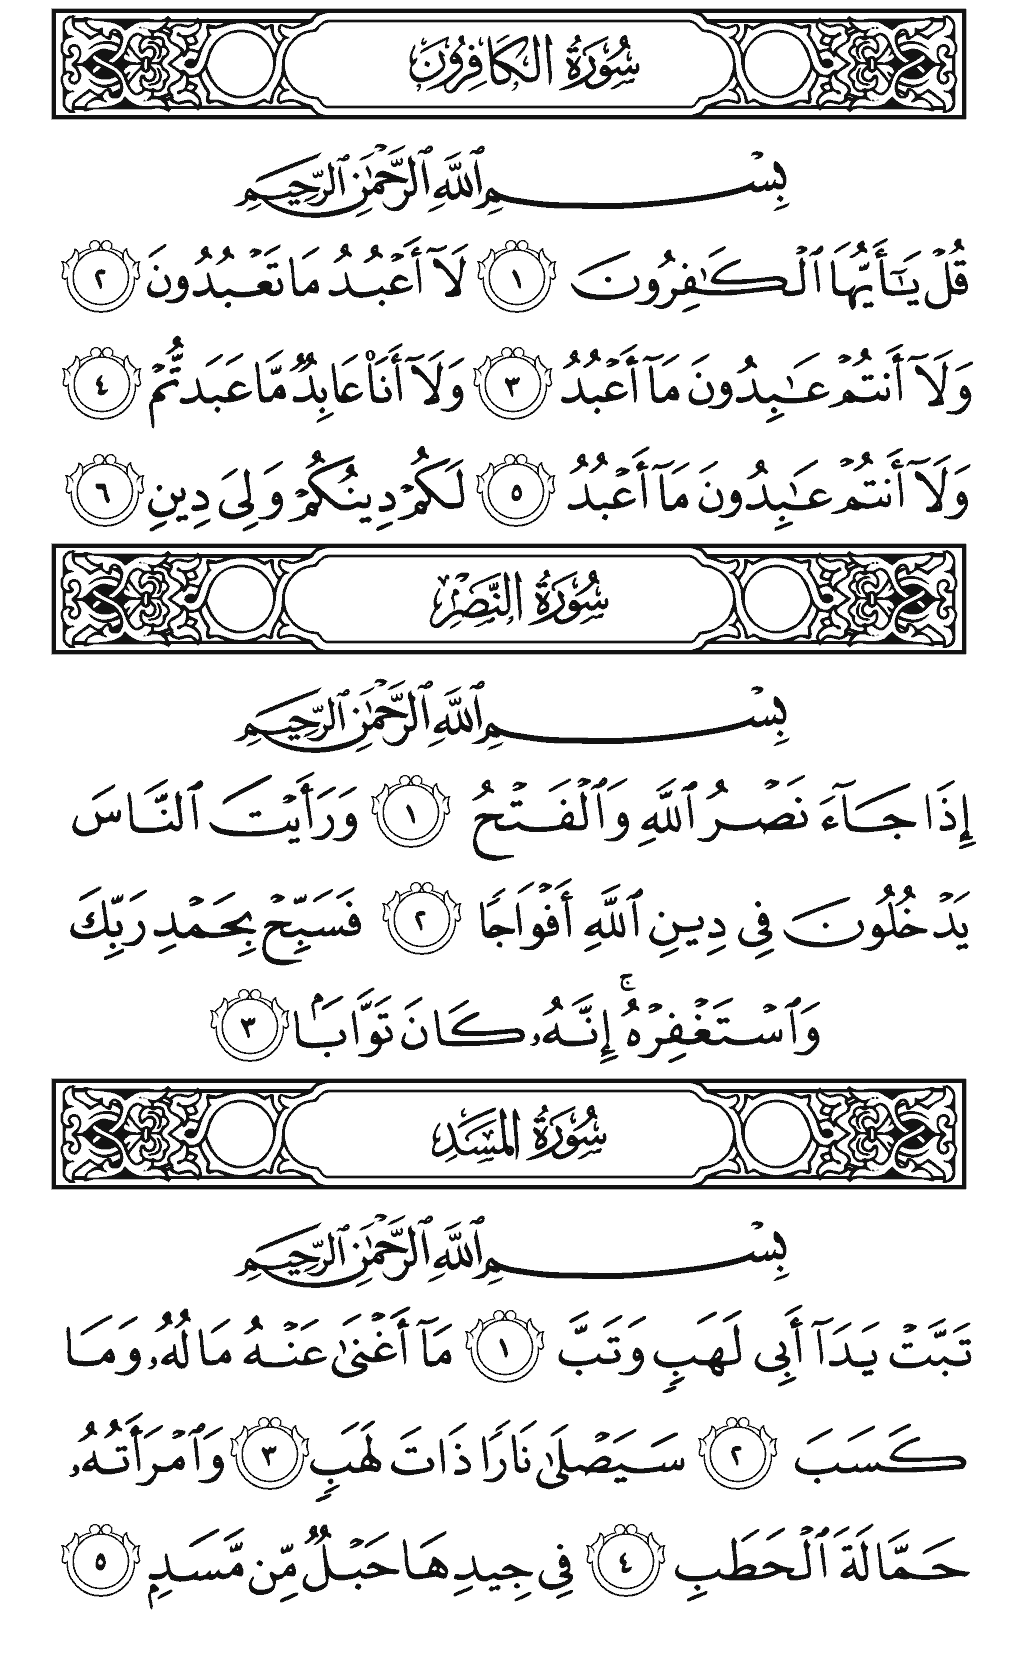 سُورَةُ الكَافِرُونَ
بِسْمِ ٱللَّهِ ٱلرَّحْمَٰنِ ٱلرَّحِيمِ
قُلْ يَٰٓأَيُّهَا ٱلْكَٰفِرُونَ ١ لَآ أَعْبُدُ مَا تَعْبُدُونَ ٢
وَلَآ أَنتُمْ عَٰبِدُونَ مَآ أَعْبُدُ ٣ وَلَآ أَنَا۠ عَابِدٌ مَّا عَبَدتُّمْ ٤
وَلَآ أَنتُمْ عَٰبِدُونَ مَآ أَعْبُدُ ٥ لَكُمْ دِينُكُمْ وَلِىَ دِينِ ٦
سُورَةُ النَّصْرِ
بِسْمِ ٱللَّهِ ٱلرَّحْمَٰنِ ٱلرَّحِيمِ
إِذَا جَآءَ نَصْرُ ٱللَّهِ وَٱلْفَتْحُ ١ وَرَأَيْتَ ٱلنَّاسَ
يَدْخُلُونَ فِى دِينِ ٱللَّهِ أَفْوَاجًا ٢ فَسَبِّحْ بِحَمْدِ رَبِّكَ
وَٱسْتَغْفِرْهُ ۚ إِنَّهُۥ كَانَ تَوَّابَۢا ٣
سُورَةُ المَسَدِ
بِسْمِ ٱللَّهِ ٱلرَّحْمَٰنِ ٱلرَّحِيمِ
تَبَّتْ يَدَآ أَبِى لَهَبٍ وَتَبَّ ١ مَآ أَغْنَىٰ عَنْهُ مَالُهُۥ وَمَا
كَسَبَ ٢ سَيَصْلَىٰ نَارًا ذَاتَ لَهَبٍ ٣ وَٱمْرَأَتُهُۥ
حَمَّالَةَ ٱلْحَطَبِ ٤ فِى جِيدِهَا حَبْلٌ مِّن مَّسَدٍۭ ٥